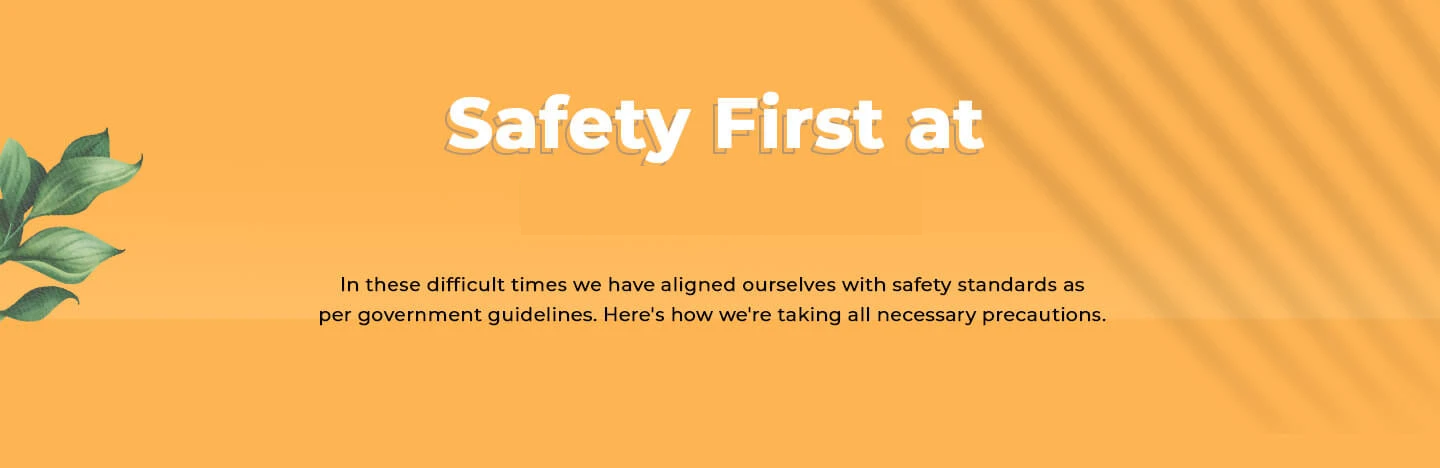 Safety First at
In these difficult times we have aligned ourselves with safety standards as
per government guidelines. Here's how we're taking all necessary precautions.